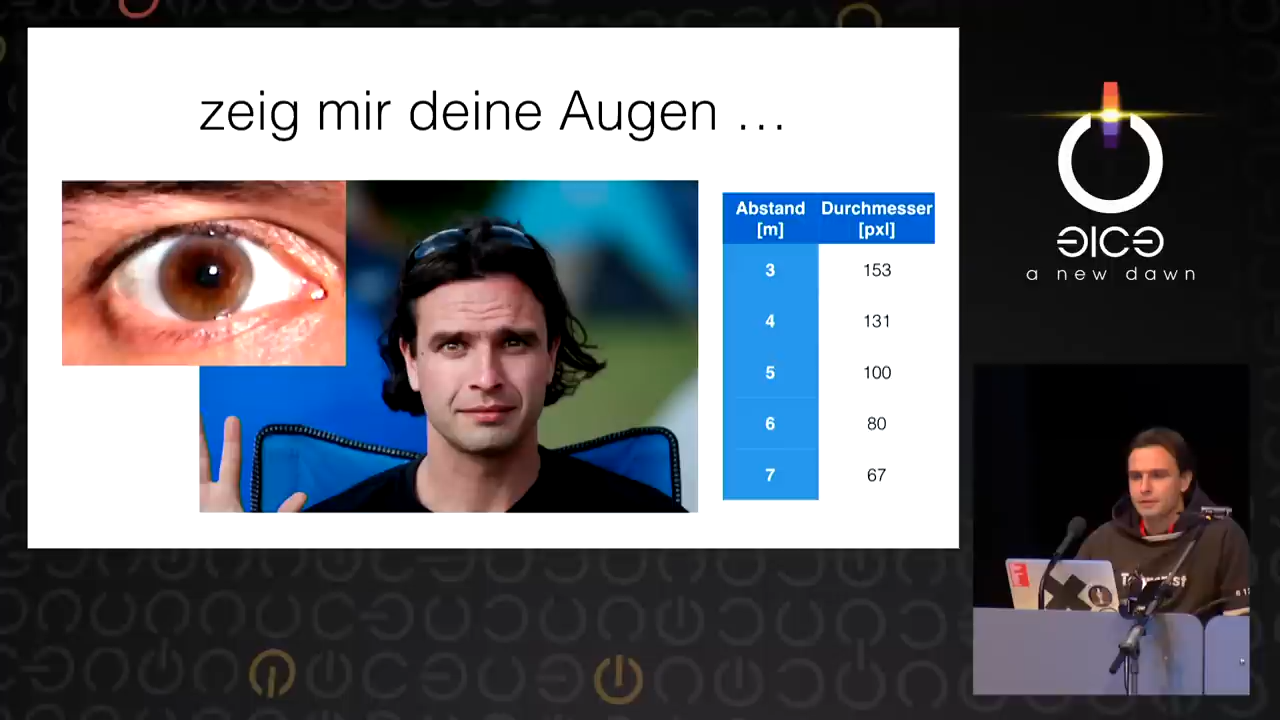 zeig mir deine Augen ...
Abstand [m] Durchmesser [pxl]
3 153
4 131
5 100
6 80
7 67
a new dawn